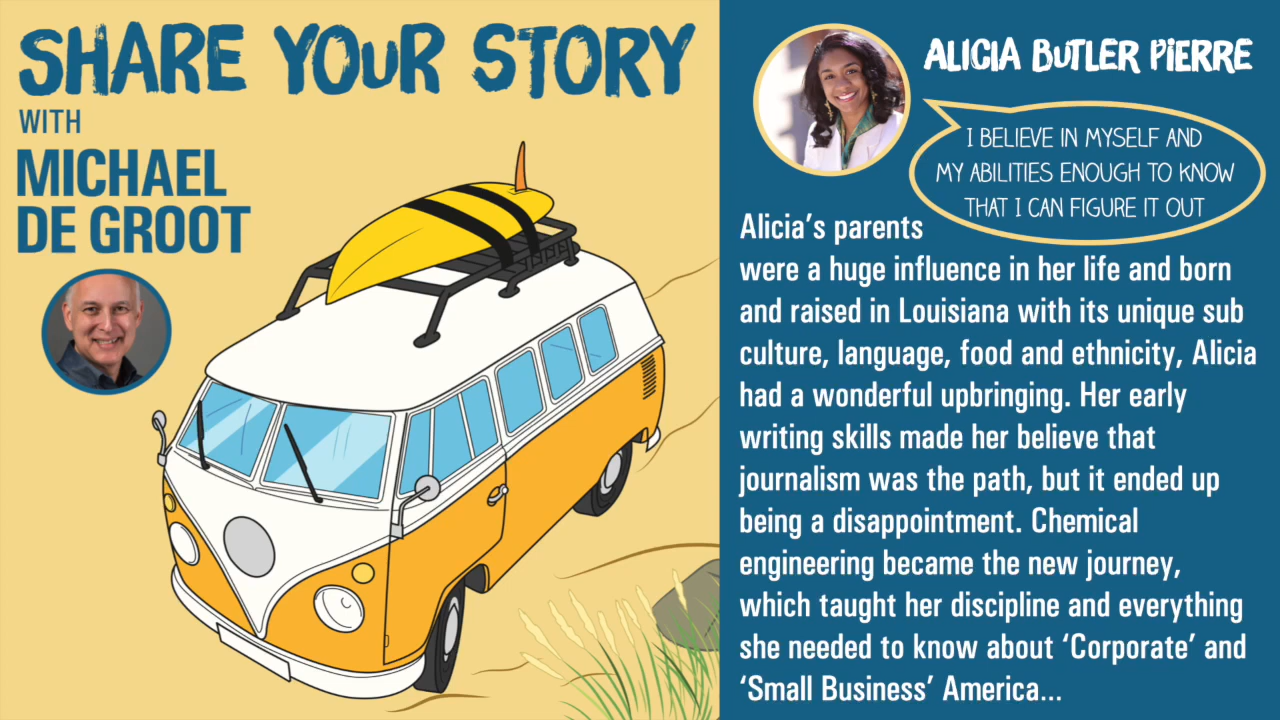 SHARE YOUR STORY
WITH
MICHAEL
DE GROOT
ALICIA BUTLER PIERRE
I BELIEVE IN MYSELF AND
MY ABILITIES ENOUGH TO KNOW
THAT I CAN FIGURE IT OUT
Alicia’s parents
were a huge influence in her life and born
and raised in Louisiana with its unique sub
culture, language, food and ethnicity, Alicia
had a wonderful upbringing. Her early
writing skills made her believe that
journalism was the path, but it ended up
being a disappointment. Chemical
engineering became the new journey,
which taught her discipline and everything
she needed to know about ‘Corporate’ and
‘Small Business’ America...